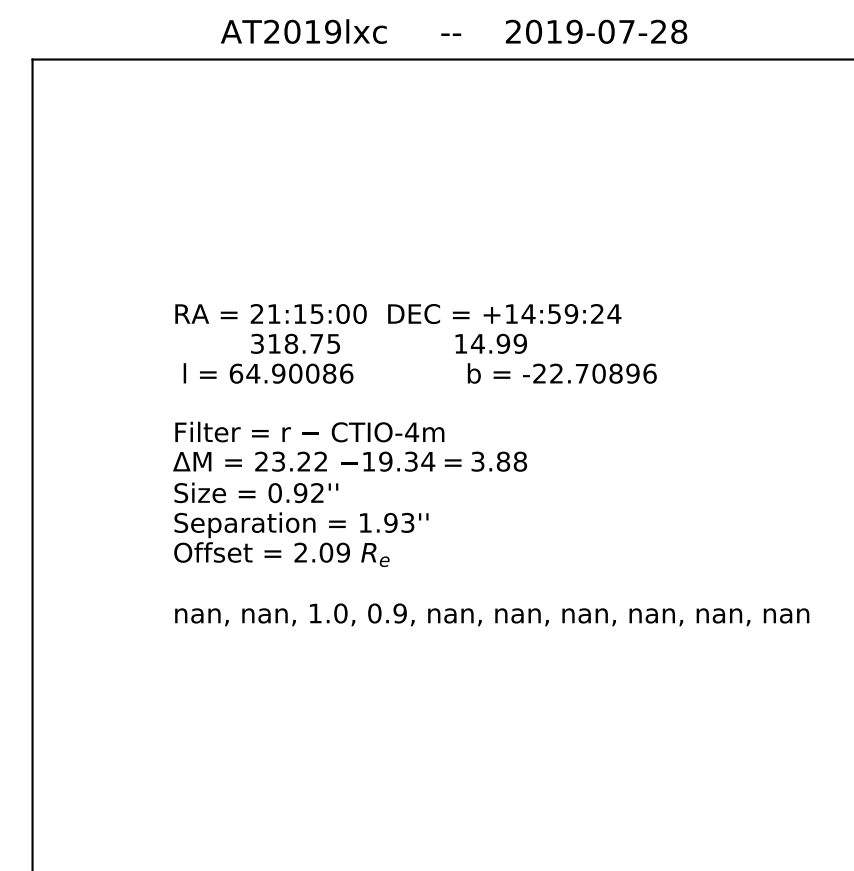 AT2019lxc -- 2019-07-28
RA = 21:15:00 DEC = +14:59:24
318.75 14.99
l = 64.90086 b = -22.70896
Filter = r − CTIO-4m
ΔM = 23.22 −19.34 = 3.88
Size = 0.92''
Separation = 1.93''
Offset = 2.09 Rₑ
nan, nan, 1.0, 0.9, nan, nan, nan, nan, nan, nan